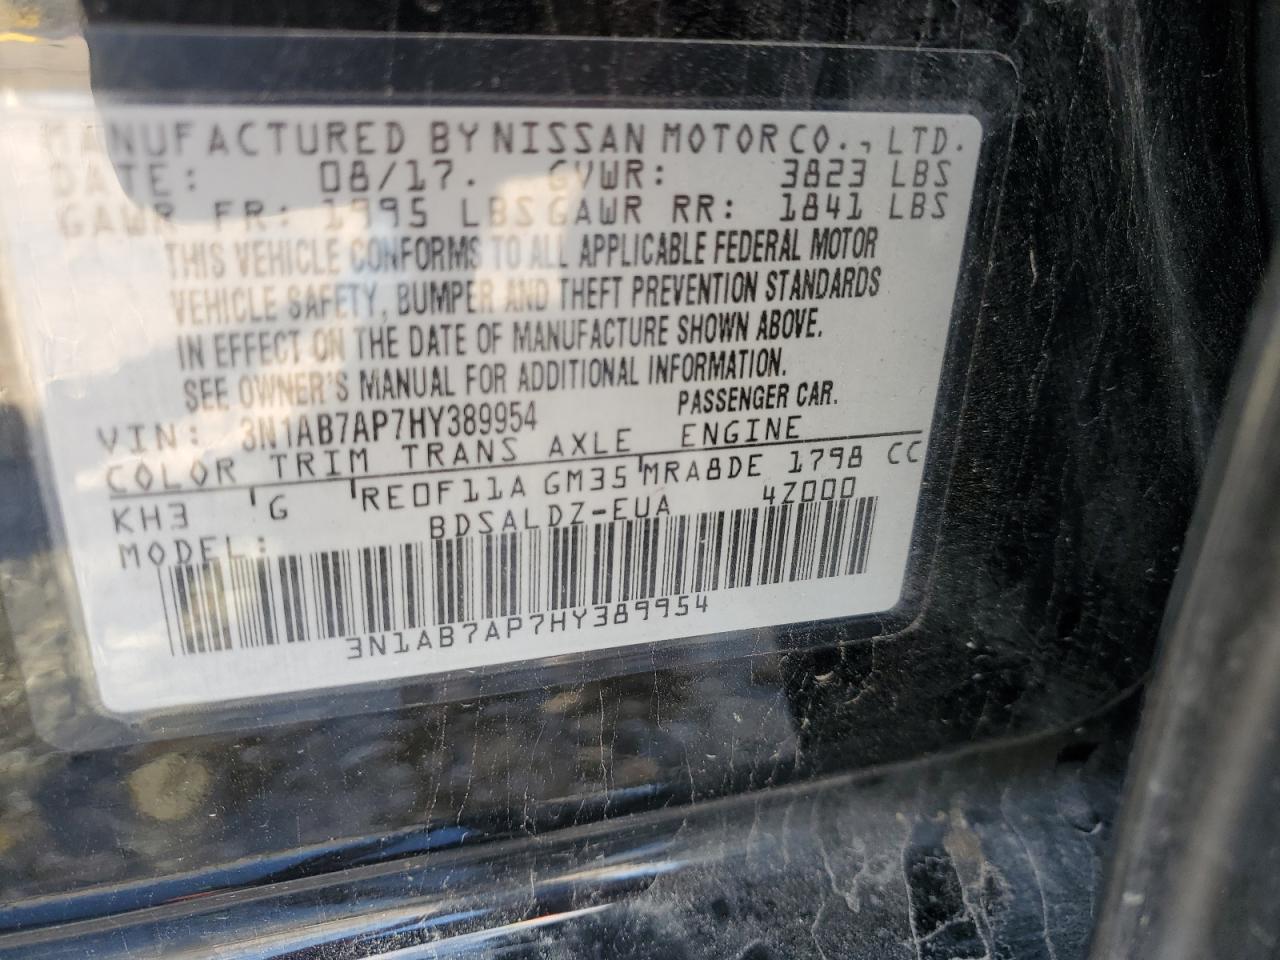 MANUFACTURED BY NISSAN MOTOR CO., LTD.
DATE: 08/17. GVWR: 3823 LBS
GAWR FR: 1995 LBS GAWR RR: 1841 LBS
THIS VEHICLE CONFORMS TO ALL APPLICABLE FEDERAL MOTOR
VEHICLE SAFETY, BUMPER AND THEFT PREVENTION STANDARDS
IN EFFECT ON THE DATE OF MANUFACTURE SHOWN ABOVE.
SEE OWNER'S MANUAL FOR ADDITIONAL INFORMATION.
VIN: 3N1AB7AP7HY389954 PASSENGER CAR.
COLOR TRIM TRANS AXLE ENGINE
KH3 G RE0F11A GM35 MRA8DE 1798 CC
MODEL: BDSALDZ-EUA 4Z000
3N1AB7AP7HY389954